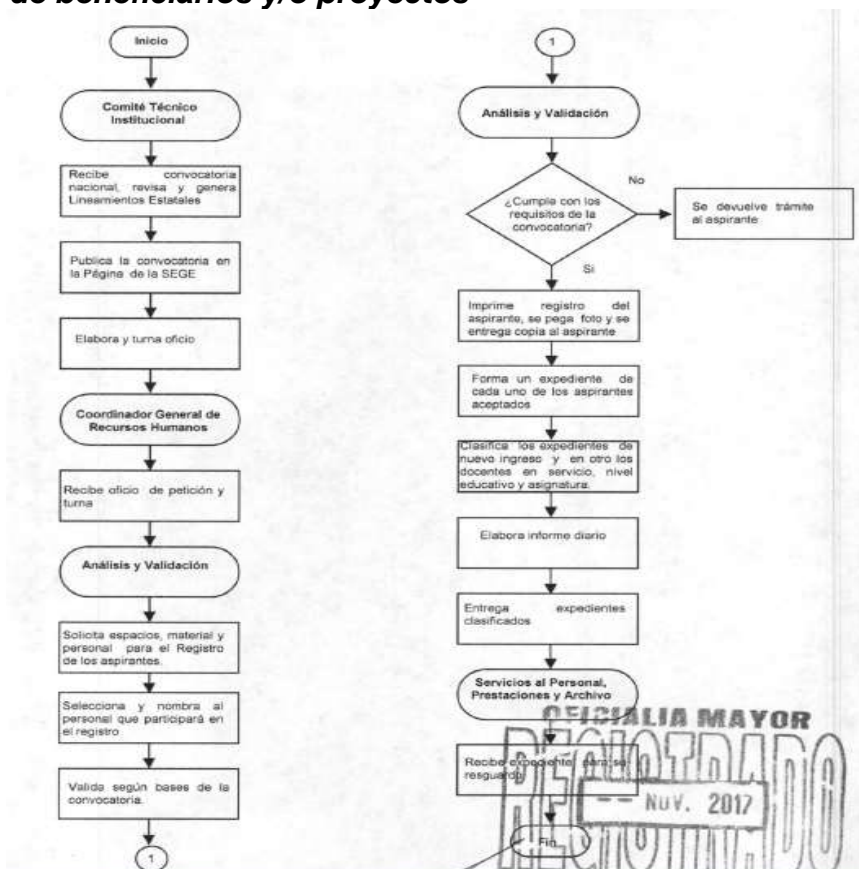 de beneficiarios y/o proyectos
Inicio
Comité Técnico
Institucional
Recibe convocatoria
nacional, revisa y genera
Lineamientos Estatales
Publica la convocatoria en
la Página de la SEGE
Elabora y turna oficio
Coordinador General de
Recursos Humanos
Recibe oficio de petición y
turna
Análisis y Validación
Solicita espacios, material y
personal para el Registro
de los aspirantes.
Selecciona y nombra al
personal que participará en
el registro
Valida según bases de la
convocatoria.
1
1
Análisis y Validación
¿Cumple con los
requisitos de la
convocatoria?
No
Se devuelve trámite
al aspirante
Si
Imprime registro del
aspirante, se pega foto y se
entrega copia al aspirante
Forma un expediente de
cada uno de los aspirantes
aceptados
Clasifica los expedientes de
nuevo ingreso y en otro los
docentes en servicio, nivel
educativo y asignatura.
Elabora informe diario
Entrega expedientes
clasificados
Servicios al Personal,
Prestaciones y Archivo
OFICIALIA MAYOR
Recibe expediente para su
resguardo
REGISTRADO
-- NOV. 2017
Fin